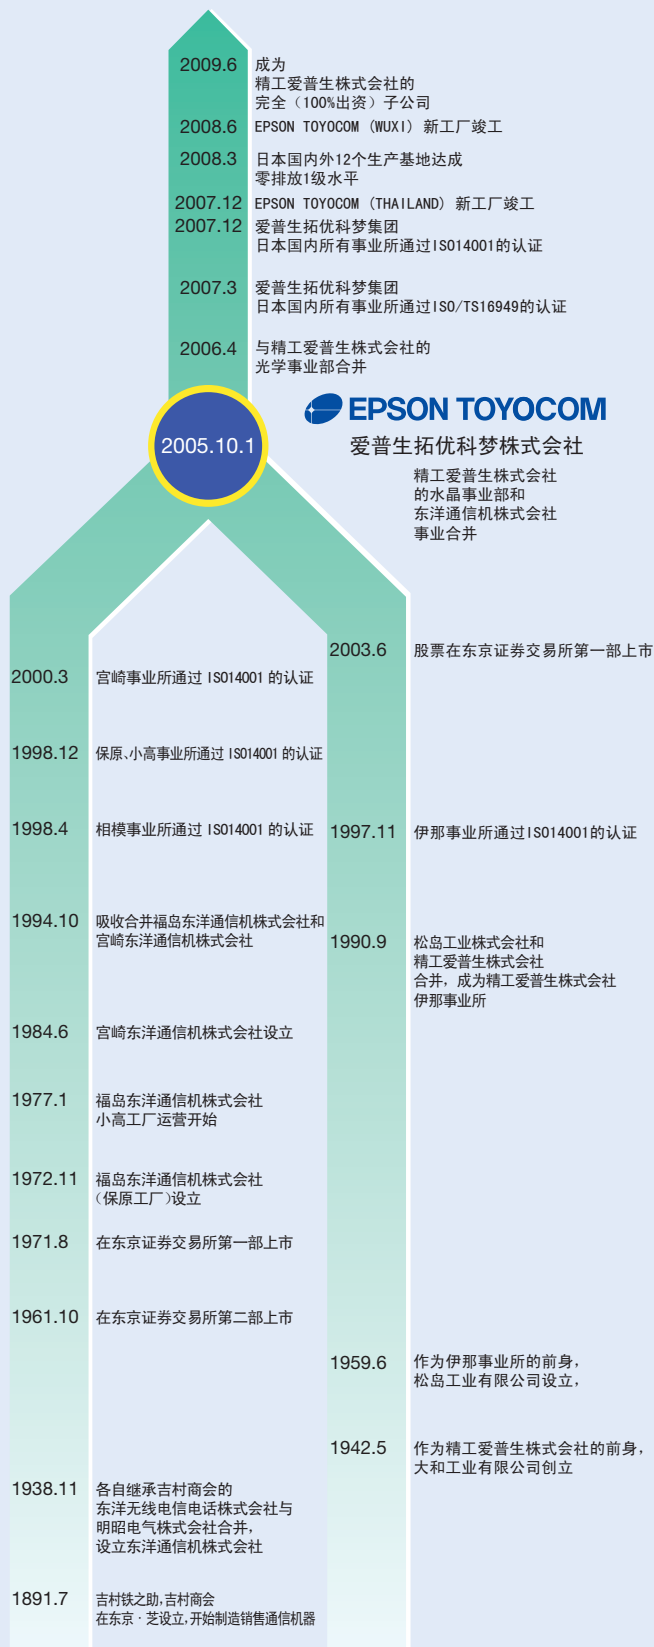 2009.6
成为
精工爱普生株式会社的
完全（100%出资）子公司
2008.6
EPSON TOYOCOM (WUXI) 新工厂竣工
2008.3
日本国内外12个生产基地达成
零排放1级水平
2007.12
EPSON TOYOCOM (THAILAND) 新工厂竣工
2007.12
爱普生拓优科梦集团
日本国内所有事业所通过ISO14001的认证
2007.3
爱普生拓优科梦集团
日本国内所有事业所通过ISO/TS16949的认证
2006.4
与精工爱普生株式会社的
光学事业部合并
2005.10.1
EPSON TOYOCOM
爱普生拓优科梦株式会社
精工爱普生株式会社
的水晶事业部和
东洋通信机株式会社
事业合并
2000.3
宫崎事业所通过 ISO14001 的认证
1998.12
保原、小高事业所通过 ISO14001 的认证
1998.4
相模事业所通过 ISO14001 的认证
1994.10
吸收合并福岛东洋通信机株式会社和
宫崎东洋通信机株式会社
1984.6
宫崎东洋通信机株式会社设立
1977.1
福岛东洋通信机株式会社
小高工厂运营开始
1972.11
福岛东洋通信机株式会社
（保原工厂）设立
1971.8
在东京证券交易所第一部上市
1961.10
在东京证券交易所第二部上市
1938.11
各自继承吉村商会的
东洋无线电信电话株式会社与
明昭电气株式会社合并，
设立东洋通信机株式会社
1891.7
吉村铁之助，吉村商会
在东京·芝设立，开始制造销售通信机器
2003.6
股票在东京证券交易所第一部上市
1997.11
伊那事业所通过ISO14001的认证
1990.9
松岛工业株式会社和
精工爱普生株式会社
合并，成为精工爱普生株式会社
伊那事业所
1959.6
作为伊那事业所的前身，
松岛工业有限公司设立，
1942.5
作为精工爱普生株式会社的前身，
大和工业有限公司创立